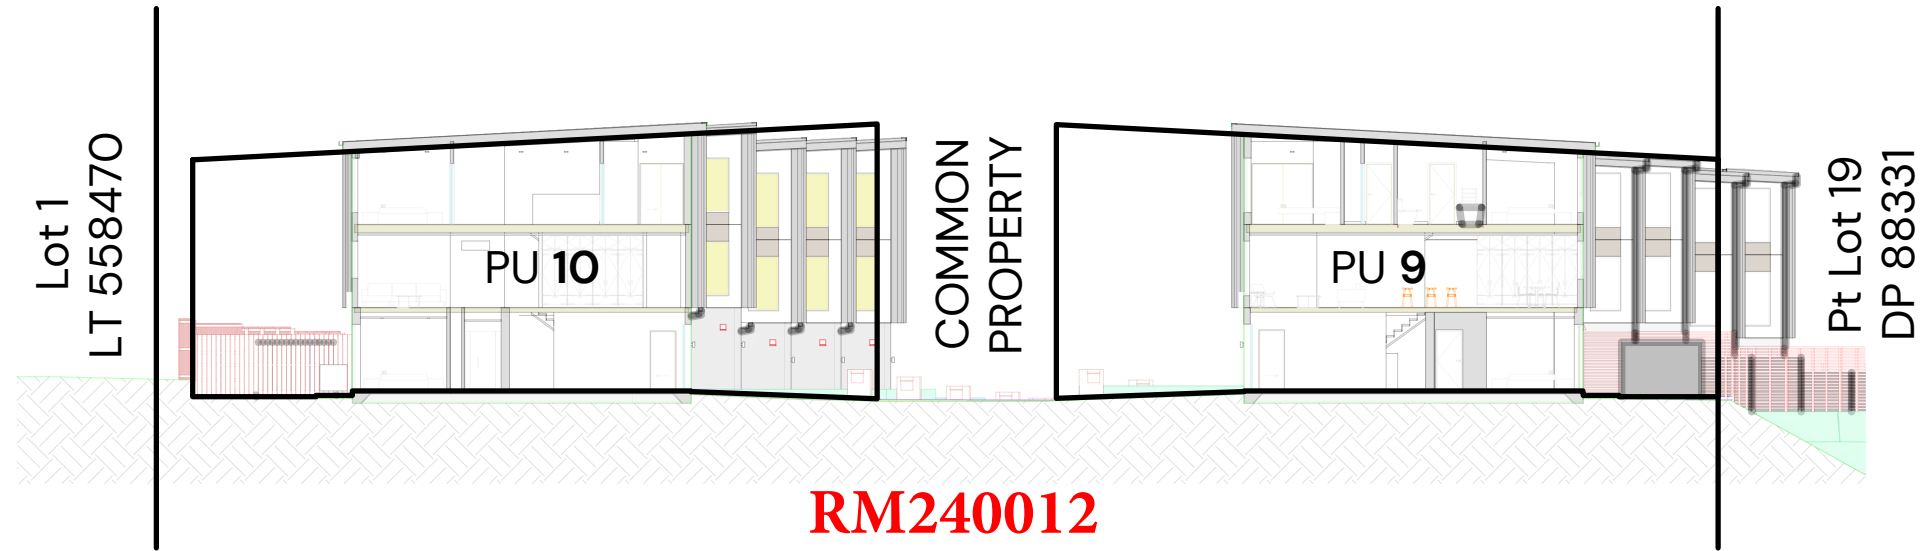 Lot 1
LT 558470
PU 10
COMMON
PROPERTY
PU 9
Pt Lot 19
DP 88331
RM240012